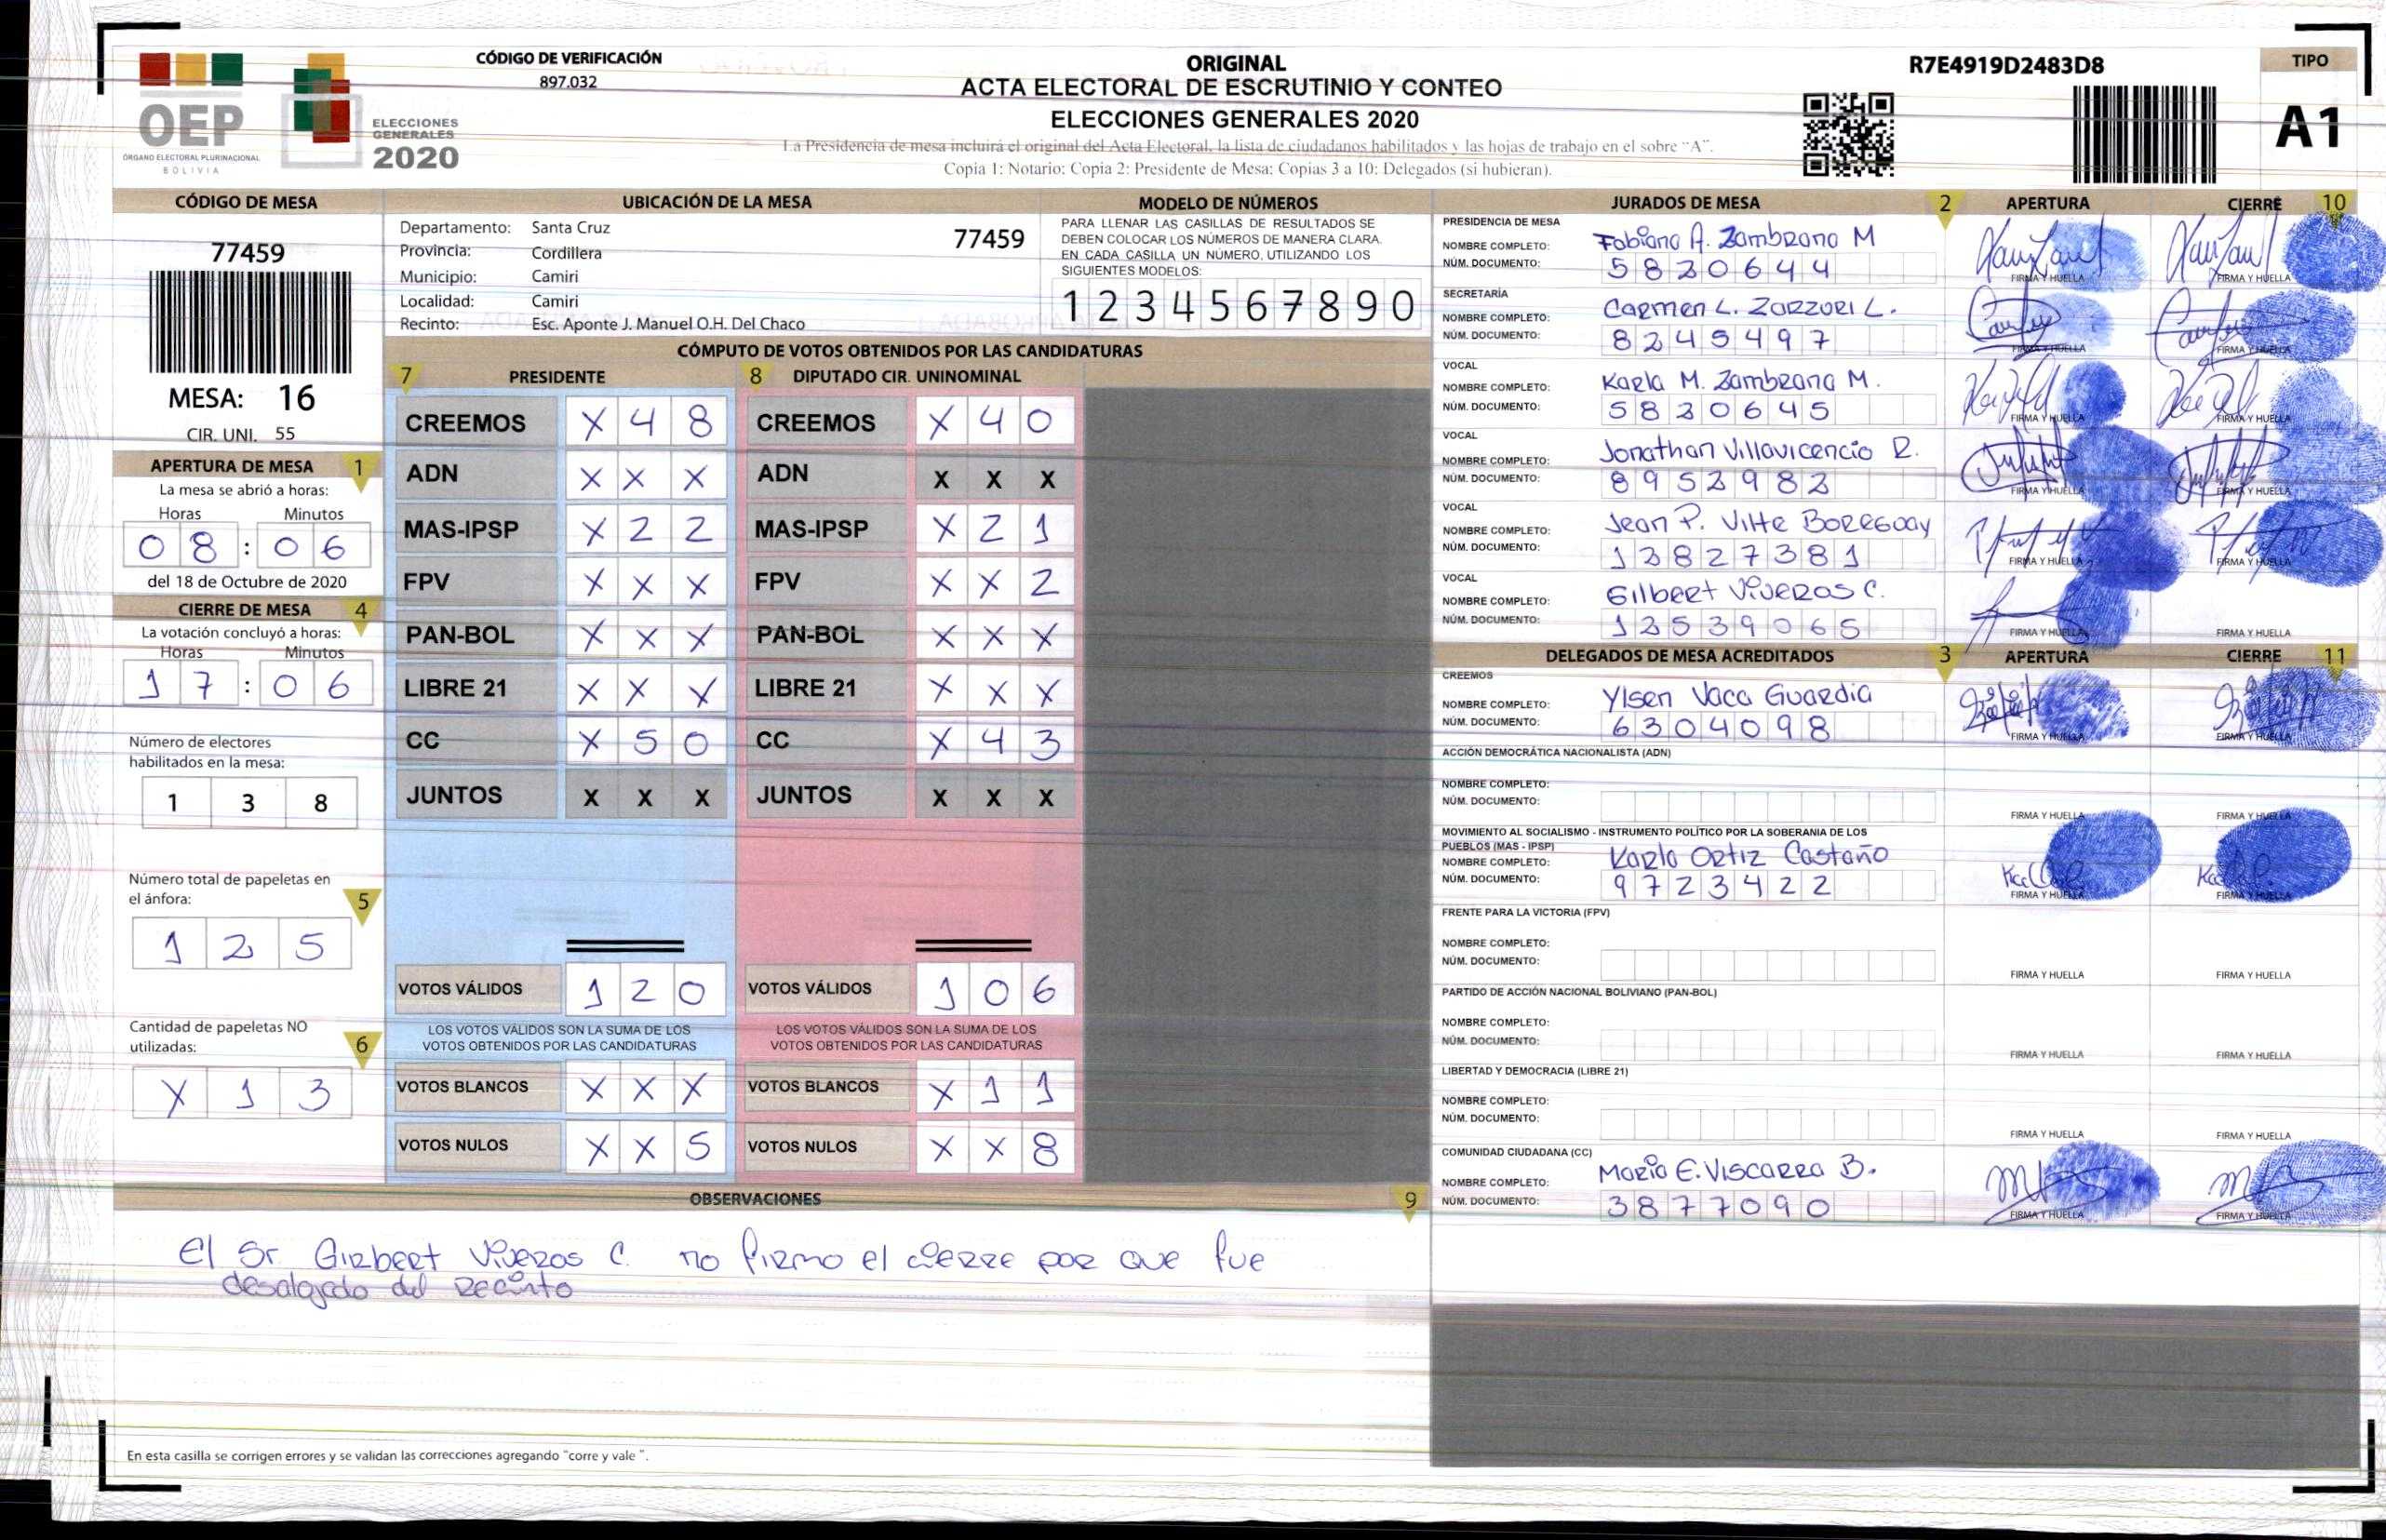 CÓDIGO DE VERIFICACIÓN
897.032
OEP
ÓRGANO ELECTORAL PLURINACIONAL
BOLIVIA
ELECCIONES
GENERALES
2020
ORIGINAL
ACTA ELECTORAL DE ESCRUTINIO Y CONTEO
ELECCIONES GENERALES 2020
La Presidencia de mesa incluirá el original del Acta Electoral, la lista de ciudadanos habilitados y las hojas de trabajo en el sobre "A".
Copia 1: Notario: Copia 2: Presidente de Mesa: Copias 3 a 10: Delegados (si hubieran).
R7E4919D2483D8
TIPO
A1
CÓDIGO DE MESA
77459
MESA: 16
CIR. UNI. 55
UBICACIÓN DE LA MESA
Departamento: Santa Cruz
77459
Provincia: Cordillera
Municipio: Camiri
Localidad: Camiri
Recinto: Esc. Aponte J. Manuel O.H. Del Chaco
MODELO DE NÚMEROS
PARA LLENAR LAS CASILLAS DE RESULTADOS SE
DEBEN COLOCAR LOS NÚMEROS DE MANERA CLARA.
EN CADA CASILLA UN NÚMERO, UTILIZANDO LOS
SIGUIENTES MODELOS:
1 2 3 4 5 6 7 8 9 0
APERTURA DE MESA 1
La mesa se abrió a horas:
Horas Minutos
0 8 : 0 6
del 18 de Octubre de 2020
CIERRE DE MESA 4
La votación concluyó a horas:
Horas Minutos
1 7 : 0 6
Número de electores
habilitados en la mesa:
1 3 8
Número total de papeletas en
el ánfora: 5
1 2 5
Cantidad de papeletas NO
utilizadas: 6
X 1 3
CÓMPUTO DE VOTOS OBTENIDOS POR LAS CANDIDATURAS
7 PRESIDENTE 8 DIPUTADO CIR. UNINOMINAL
CREEMOS X 4 8 CREEMOS X 4 0
ADN X X X ADN X X X
MAS-IPSP X 2 2 MAS-IPSP X 2 1
FPV X X X FPV X X 2
PAN-BOL X X X PAN-BOL X X X
LIBRE 21 X X X LIBRE 21 X X X
CC X 5 0 CC X 4 3
JUNTOS X X X JUNTOS X X X
VOTOS VÁLIDOS 1 2 0 VOTOS VÁLIDOS 1 0 6
LOS VOTOS VÁLIDOS SON LA SUMA DE LOS LOS VOTOS VÁLIDOS SON LA SUMA DE LOS
VOTOS OBTENIDOS POR LAS CANDIDATURAS VOTOS OBTENIDOS POR LAS CANDIDATURAS
VOTOS BLANCOS X X X VOTOS BLANCOS X 1 1
VOTOS NULOS X X 5 VOTOS NULOS X X 8
OBSERVACIONES 9
El Sr. Girbert Viveros C. no firmo el cierre por que fue
desalgado del recinto
En esta casilla se corrigen errores y se validan las correcciones agregando "corre y vale ".
JURADOS DE MESA 2 APERTURA CIERRE 10
PRESIDENCIA DE MESA
NOMBRE COMPLETO: Fabiana A. Zambrana M
NÚM. DOCUMENTO: 5820644
FIRMA Y HUELLA FIRMA Y HUELLA
SECRETARÍA
NOMBRE COMPLETO: Carmen L. Zarzuri L.
NÚM. DOCUMENTO: 8245497
FIRMA Y HUELLA FIRMA Y HUELLA
VOCAL
NOMBRE COMPLETO: Karla M. Zambrana M.
NÚM. DOCUMENTO: 5820645
FIRMA Y HUELLA FIRMA Y HUELLA
VOCAL
NOMBRE COMPLETO: Jonathan Villavicencio R.
NÚM. DOCUMENTO: 8952982
FIRMA Y HUELLA FIRMA Y HUELLA
VOCAL
NOMBRE COMPLETO: Jean P. Vilte
NÚM. DOCUMENTO: 12827381
FIRMA Y HUELLA FIRMA Y HUELLA
VOCAL
NOMBRE COMPLETO: Gilbert Viveros C.
NÚM. DOCUMENTO: 12539065
FIRMA Y HUELLA FIRMA Y HUELLA
DELEGADOS DE MESA ACREDITADOS 3 APERTURA CIERRE 11
CREEMOS
NOMBRE COMPLETO: Ylsen Vaca Guardia
NÚM. DOCUMENTO: 6304098
FIRMA Y HUELLA FIRMA Y HUELLA
ACCIÓN DEMOCRÁTICA NACIONALISTA (ADN)
NOMBRE COMPLETO:
NÚM. DOCUMENTO:
FIRMA Y HUELLA FIRMA Y HUELLA
MOVIMIENTO AL SOCIALISMO - INSTRUMENTO POLÍTICO POR LA SOBERANIA DE LOS
PUEBLOS (MAS - IPSP)
NOMBRE COMPLETO: Karla Ortiz Castaño
NÚM. DOCUMENTO: 9723422
FIRMA Y HUELLA FIRMA Y HUELLA
FRENTE PARA LA VICTORIA (FPV)
NOMBRE COMPLETO:
NÚM. DOCUMENTO:
FIRMA Y HUELLA FIRMA Y HUELLA
PARTIDO DE ACCIÓN NACIONAL BOLIVIANO (PAN-BOL)
NOMBRE COMPLETO:
NÚM. DOCUMENTO:
FIRMA Y HUELLA FIRMA Y HUELLA
LIBERTAD Y DEMOCRACIA (LIBRE 21)
NOMBRE COMPLETO:
NÚM. DOCUMENTO:
FIRMA Y HUELLA FIRMA Y HUELLA
COMUNIDAD CIUDADANA (CC)
NOMBRE COMPLETO: Maria E. Viscarra B.
NÚM. DOCUMENTO: 3877090
FIRMA Y HUELLA FIRMA Y HUELLA